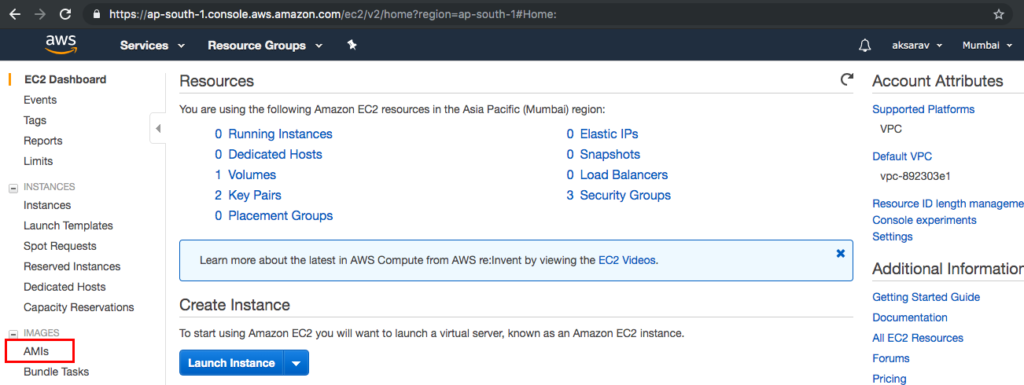 https://ap-south-1.console.aws.amazon.com/ec2/v2/home?region=ap-south-1#Home:
aws
Services
Resource Groups
aksarav
Mumbai
EC2 Dashboard
Events
Tags
Reports
Limits
INSTANCES
Instances
Launch Templates
Spot Requests
Reserved Instances
Dedicated Hosts
Capacity Reservations
IMAGES
AMIs
Bundle Tasks
Resources
You are using the following Amazon EC2 resources in the Asia Pacific (Mumbai) region:
0 Running Instances
0 Dedicated Hosts
1 Volumes
2 Key Pairs
0 Placement Groups
0 Elastic IPs
0 Snapshots
0 Load Balancers
3 Security Groups
Learn more about the latest in AWS Compute from AWS re:Invent by viewing the EC2 Videos.
Create Instance
To start using Amazon EC2 you will want to launch a virtual server, known as an Amazon EC2 instance.
Launch Instance
Account Attributes
Supported Platforms
VPC
Default VPC
vpc-892303e1
Resource ID length manageme
Console experiments
Settings
Additional Information
Getting Started Guide
Documentation
All EC2 Resources
Forums
Pricing